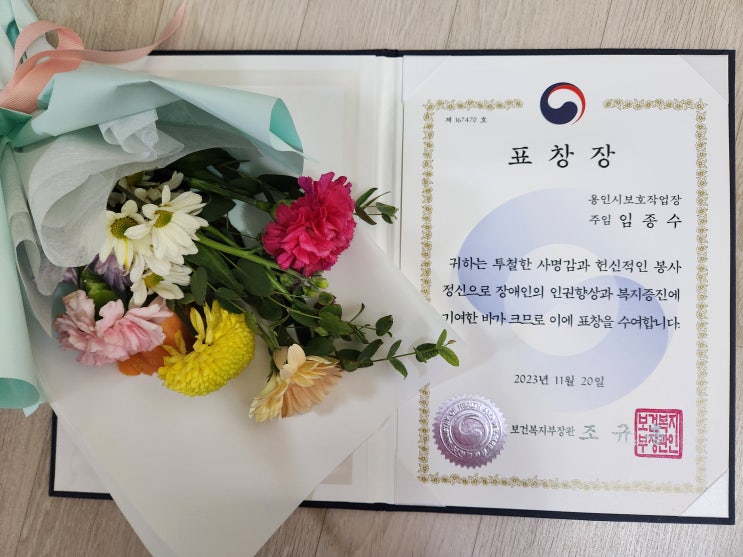 제 167470 호
표 창 장
용인시보호작업장
주임 임 종 수
귀하는 투철한 사명감과 헌신적인 봉사
정신으로 장애인의 인권향상과 복지증진에
기여한 바가 크므로 이에 표창을 수여합니다.
2023년 11월 20일
보건복지부장관 조 규
보건복지
부장관인